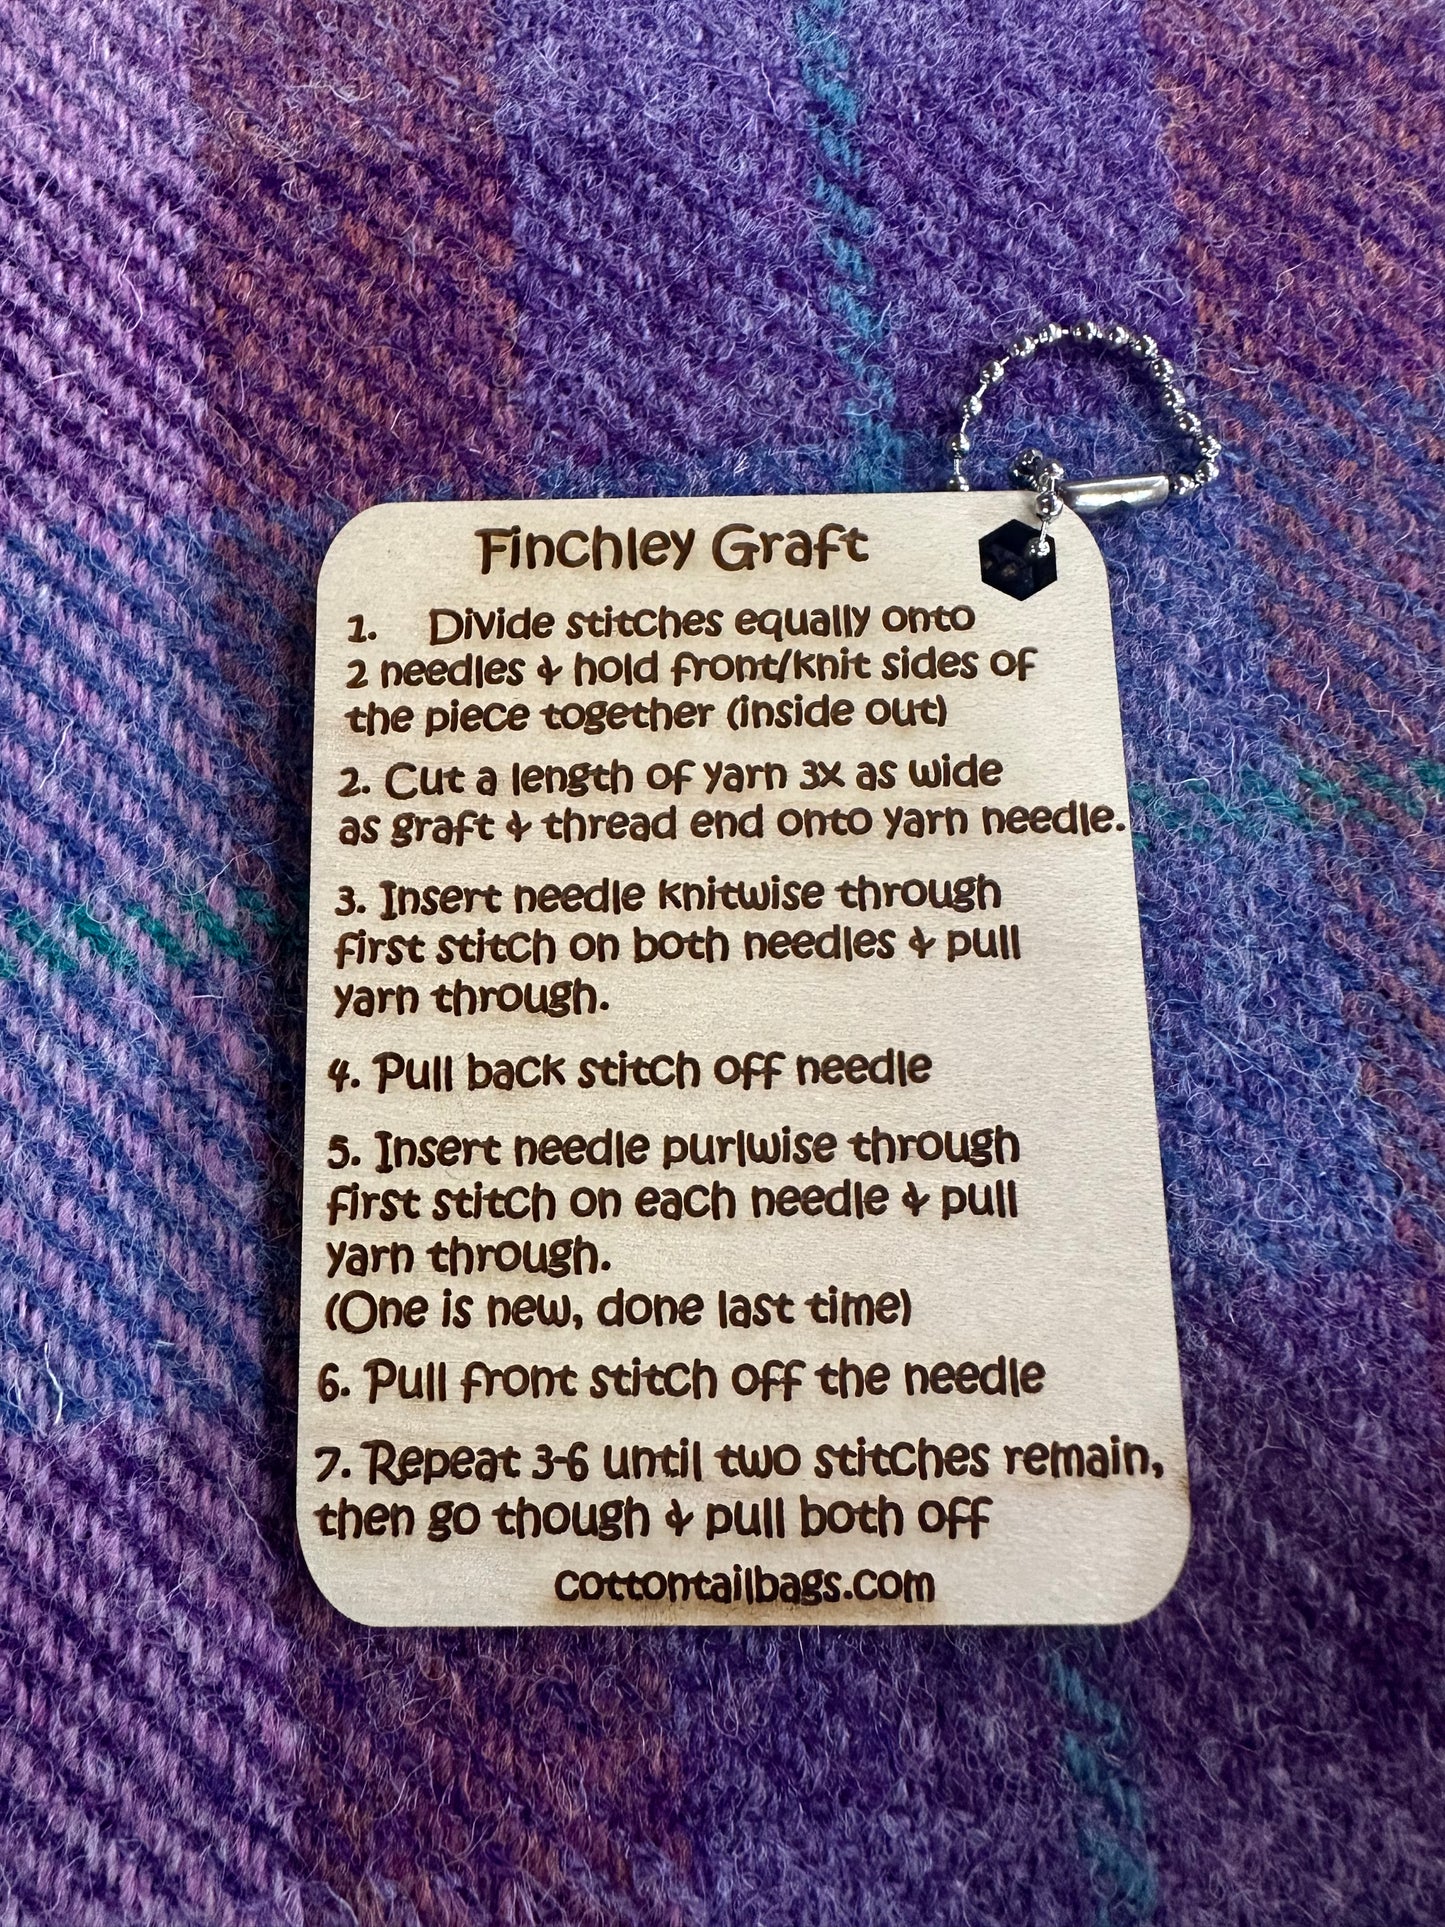 Finchley Graft
1. Divide stitches equally onto
2 needles & hold front/knit sides of
the piece together (inside out)
2. Cut a length of yarn 3x as wide
as graft & thread end onto yarn needle.
3. Insert needle knitwise through
first stitch on both needles & pull
yarn through.
4. Pull back stitch off needle
5. Insert needle purlwise through
first stitch on each needle & pull
yarn through.
(One is new, done last time)
6. Pull front stitch off the needle
7. Repeat 3-6 until two stitches remain,
then go though & pull both off
cottontailbags.com